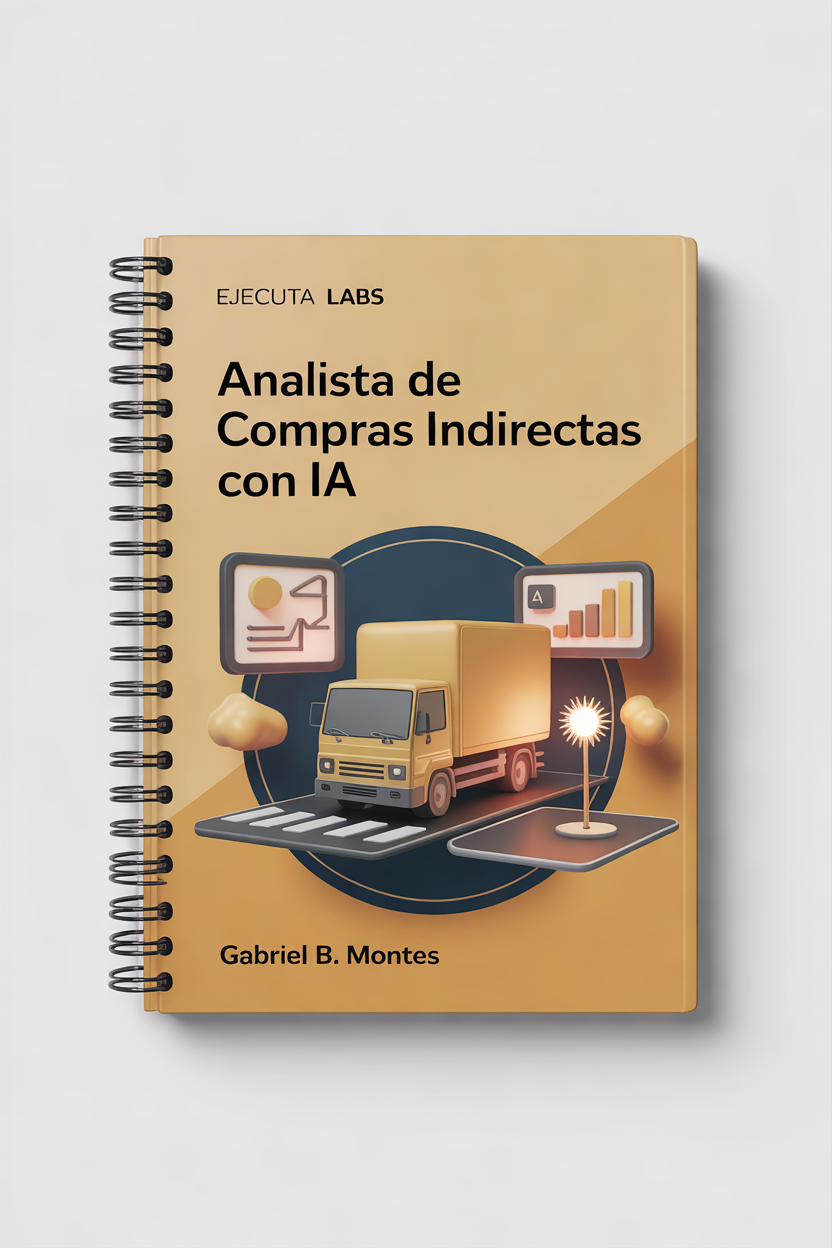 EJECUTA LABS
Analista de
Compras Indirectas
con IA
A
Gabriel B. Montes